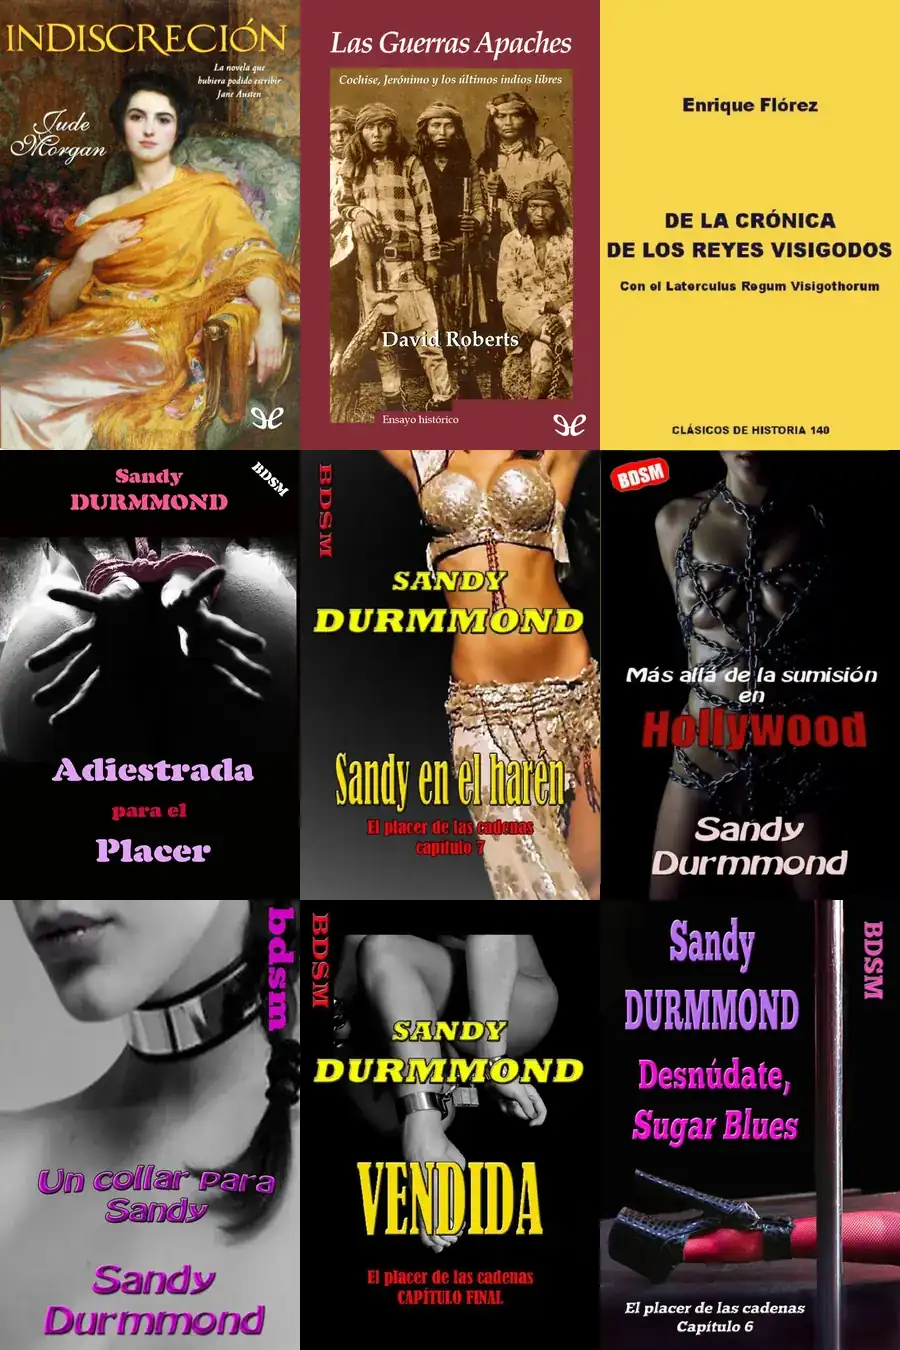 INDISCRECIÓN
La novela que
hubiera podido escribir
Jane Austen
Jude
Morgan
Las Guerras Apaches
Cochise, Jerónimo y los últimos indios libres
David Roberts
Ensayo histórico
Enrique Flórez
DE LA CRÓNICA
DE LOS REYES VISIGODOS
Con el Laterculus Regum Visigothorum
CLÁSICOS DE HISTORIA 140
Sandy
DURMMOND
BDSM
Adiestrada
para el
Placer
BDSM
SANDY
DURMMOND
Sandy en el harén
El placer de las cadenas
capítulo 7
BDSM
Más allá de la sumisión
en
Hollywood
Sandy
Durmmond
bdsm
Un collar para
Sandy
Sandy
Durmmond
BDSM
SANDY
DURMMOND
VENDIDA
El placer de las cadenas
CAPÍTULO FINAL
Sandy
DURMMOND
BDSM
Desnúdate,
Sugar Blues
El placer de las cadenas
Capítulo 6